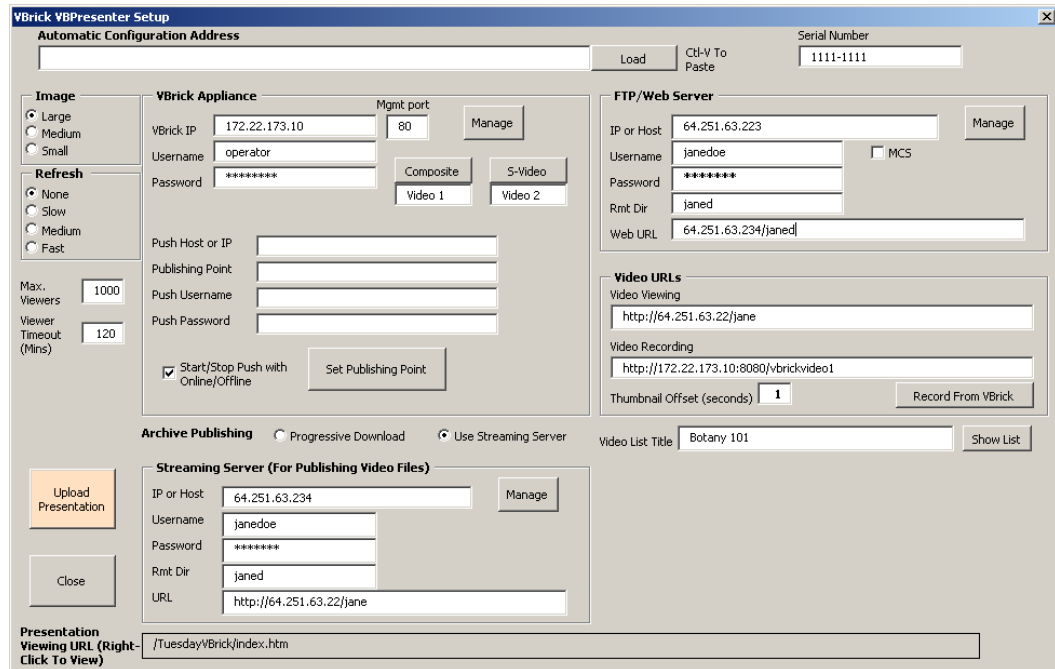 VBrick VBPresenter Setup
Automatic Configuration Address
Load
Ctl-V To
Paste
Serial Number
1111-1111
Image
Large
Medium
Small
Refresh
None
Slow
Medium
Fast
Max.
Viewers
1000
Viewer
Timeout
(Mins)
120
VBrick Appliance
Mgmt port
VBrick IP 172.22.173.10 80 Manage
Username operator
Password ********
Composite S-Video
Video 1 Video 2
Push Host or IP
Publishing Point
Push Username
Push Password
Start/Stop Push with
Online/Offline
Set Publishing Point
FTP/Web Server
IP or Host 64.251.63.223 Manage
Username janedoe MCS
Password *******
Rmt Dir janed
Web URL 64.251.63.234/janed
Video URLs
Video Viewing
http://64.251.63.22/jane
Video Recording
http://172.22.173.10:8080/vbrickvideo1
Thumbnail Offset (seconds) 1 Record From VBrick
Archive Publishing Progressive Download Use Streaming Server
Video List Title Botany 101 Show List
Upload
Presentation
Close
Streaming Server (For Publishing Video Files)
IP or Host 64.251.63.234 Manage
Username janedoe
Password *******
Rmt Dir janed
URL http://64.251.63.22/jane
Presentation
Viewing URL (Right-
Click To View)
/TuesdayVBrick/index.htm